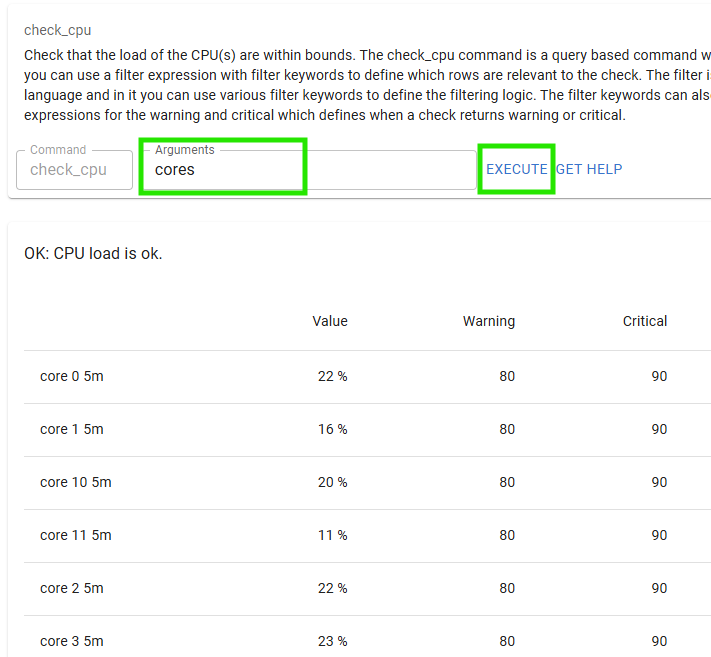 check_cpu
Check that the load of the CPU(s) are within bounds. The check_cpu command is a query based command w
you can use a filter expression with filter keywords to define which rows are relevant to the check. The filter i
language and in it you can use various filter keywords to define the filtering logic. The filter keywords can als
expressions for the warning and critical which defines when a check returns warning or critical.
Command Arguments
check_cpu cores EXECUTE GET HELP
OK: CPU load is ok.
Value Warning Critical
core 0 5m 22 % 80 90
core 1 5m 16 % 80 90
core 10 5m 20 % 80 90
core 11 5m 11 % 80 90
core 2 5m 22 % 80 90
core 3 5m 23 % 80 90